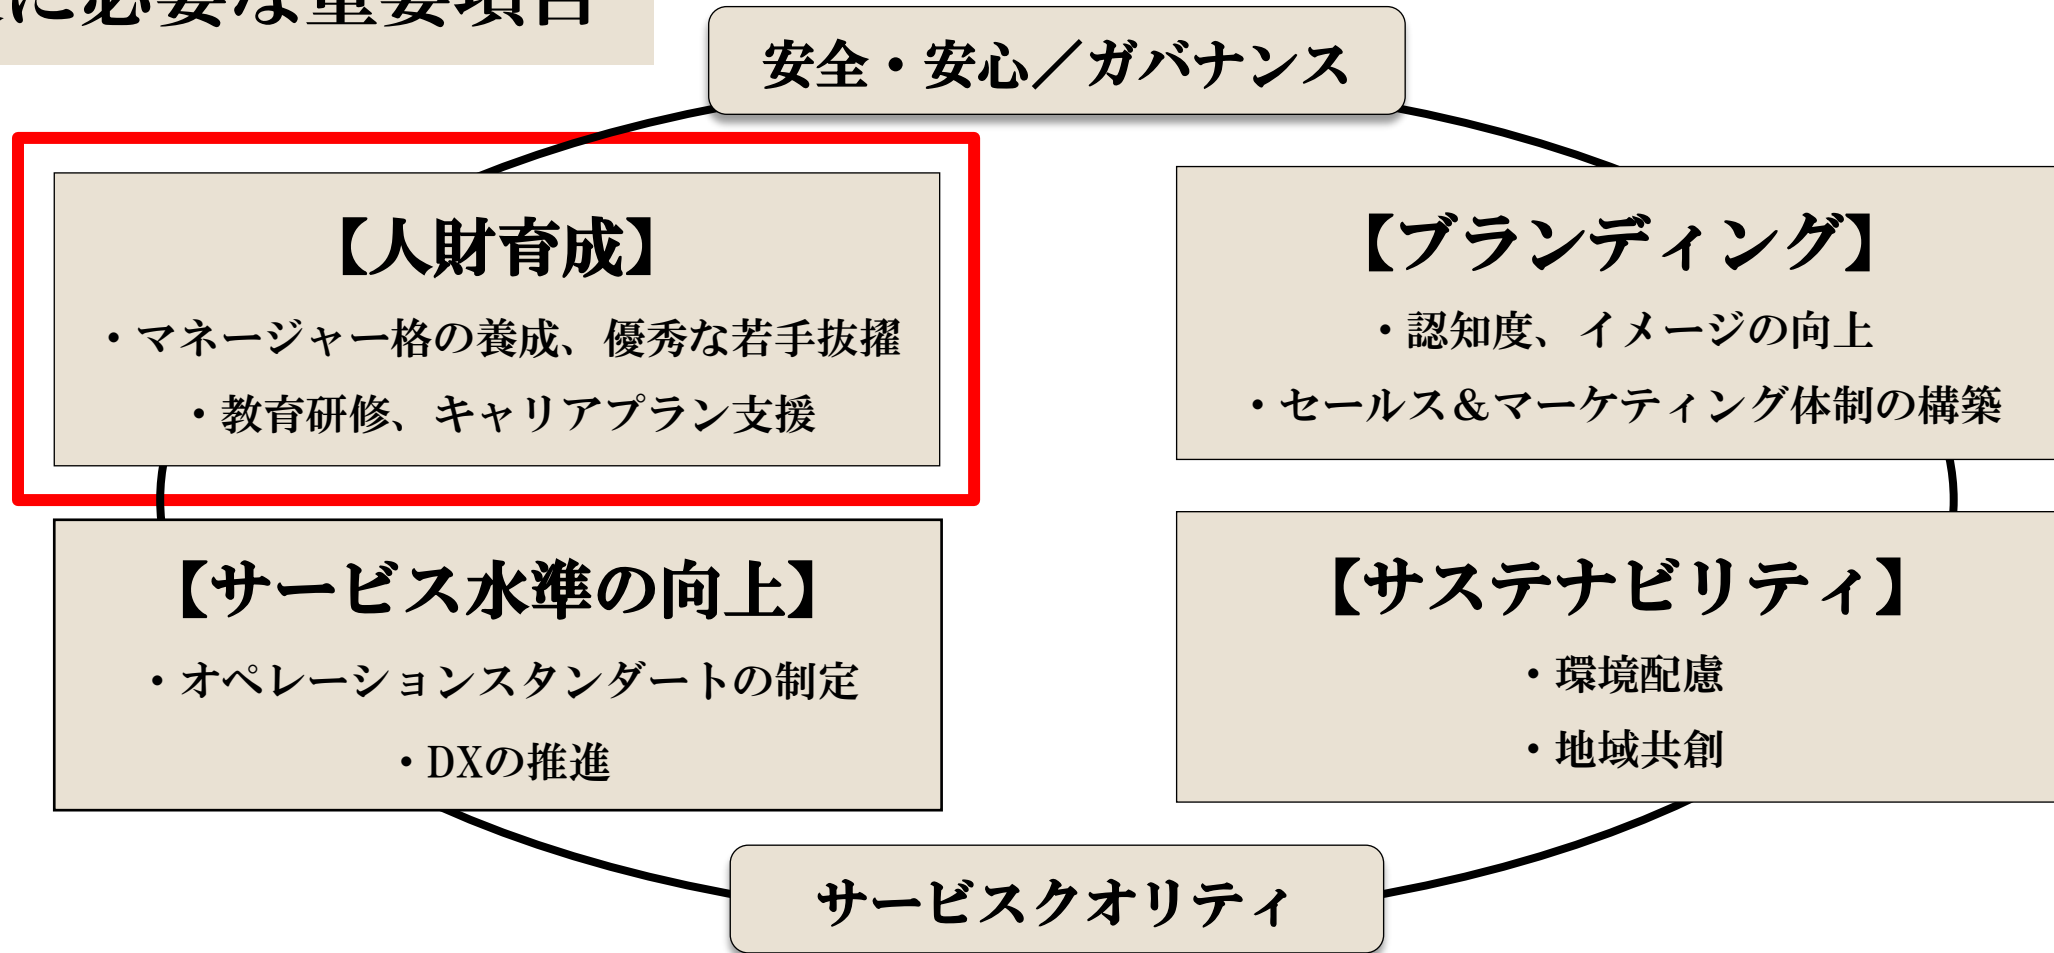 に必要な重要項目
安全・安心／ガバナンス
【人財育成】
・マネージャー格の養成、優秀な若手抜擢
・教育研修、キャリアプラン支援
【ブランディング】
・認知度、イメージの向上
・セールス＆マーケティング体制の構築
【サービス水準の向上】
・オペレーションスタンダートの制定
・DXの推進
【サステナビリティ】
・環境配慮
・地域共創
サービスクオリティ